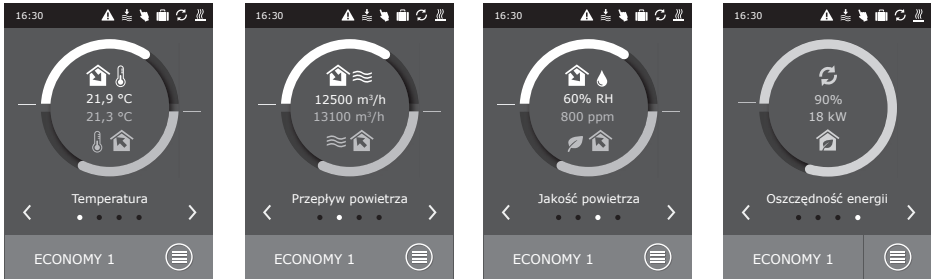 16:30
21,9 °C
21,3 °C
Temperatura
ECONOMY 1
16:30
12500 m³/h
13100 m³/h
Przepływ powietrza
ECONOMY 1
16:30
60% RH
800 ppm
Jakość powietrza
ECONOMY 1
16:30
90%
18 kW
Oszczędność energii
ECONOMY 1